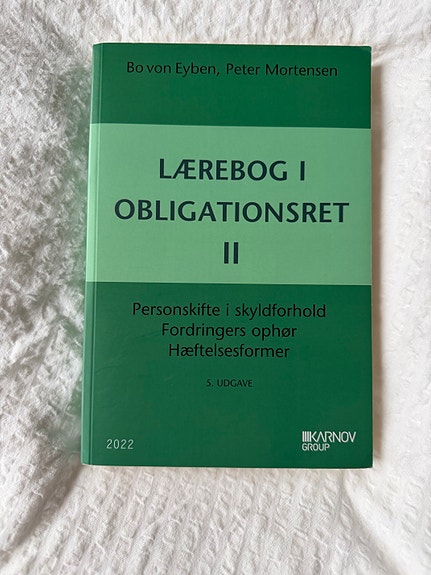 Bo von Eyben, Peter Mortensen
LÆREBOG I
OBLIGATIONSRET
II
Personskifte i skyldforhold
Fordringers ophør
Hæftelsesformer
5. UDGAVE
2022
KARNOV
GROUP